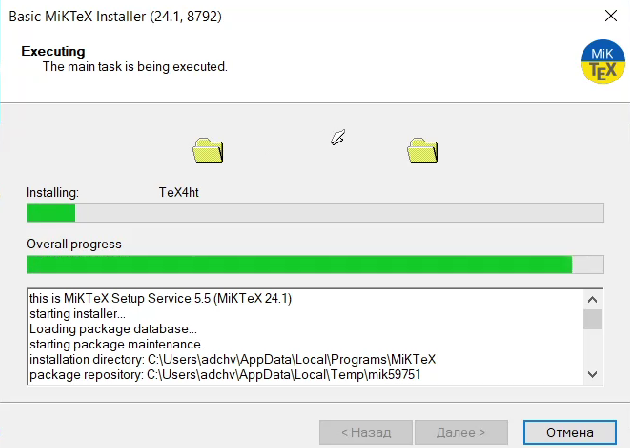 Basic MiKTeX Installer (24.1, 8792)
Executing
The main task is being executed.
MiK
TEX
Installing: TeX4ht
Overall progress
this is MiKTeX Setup Service 5.5 (MiKTeX 24.1)
starting installer...
Loading package database...
starting package maintenance...
installation directory: C:\Users\adchv\AppData\Local\Programs\MiKTeX
package repository: C:\Users\adchv\AppData\Local\Temp\mik59751
< Назад
Далее >
Отмена